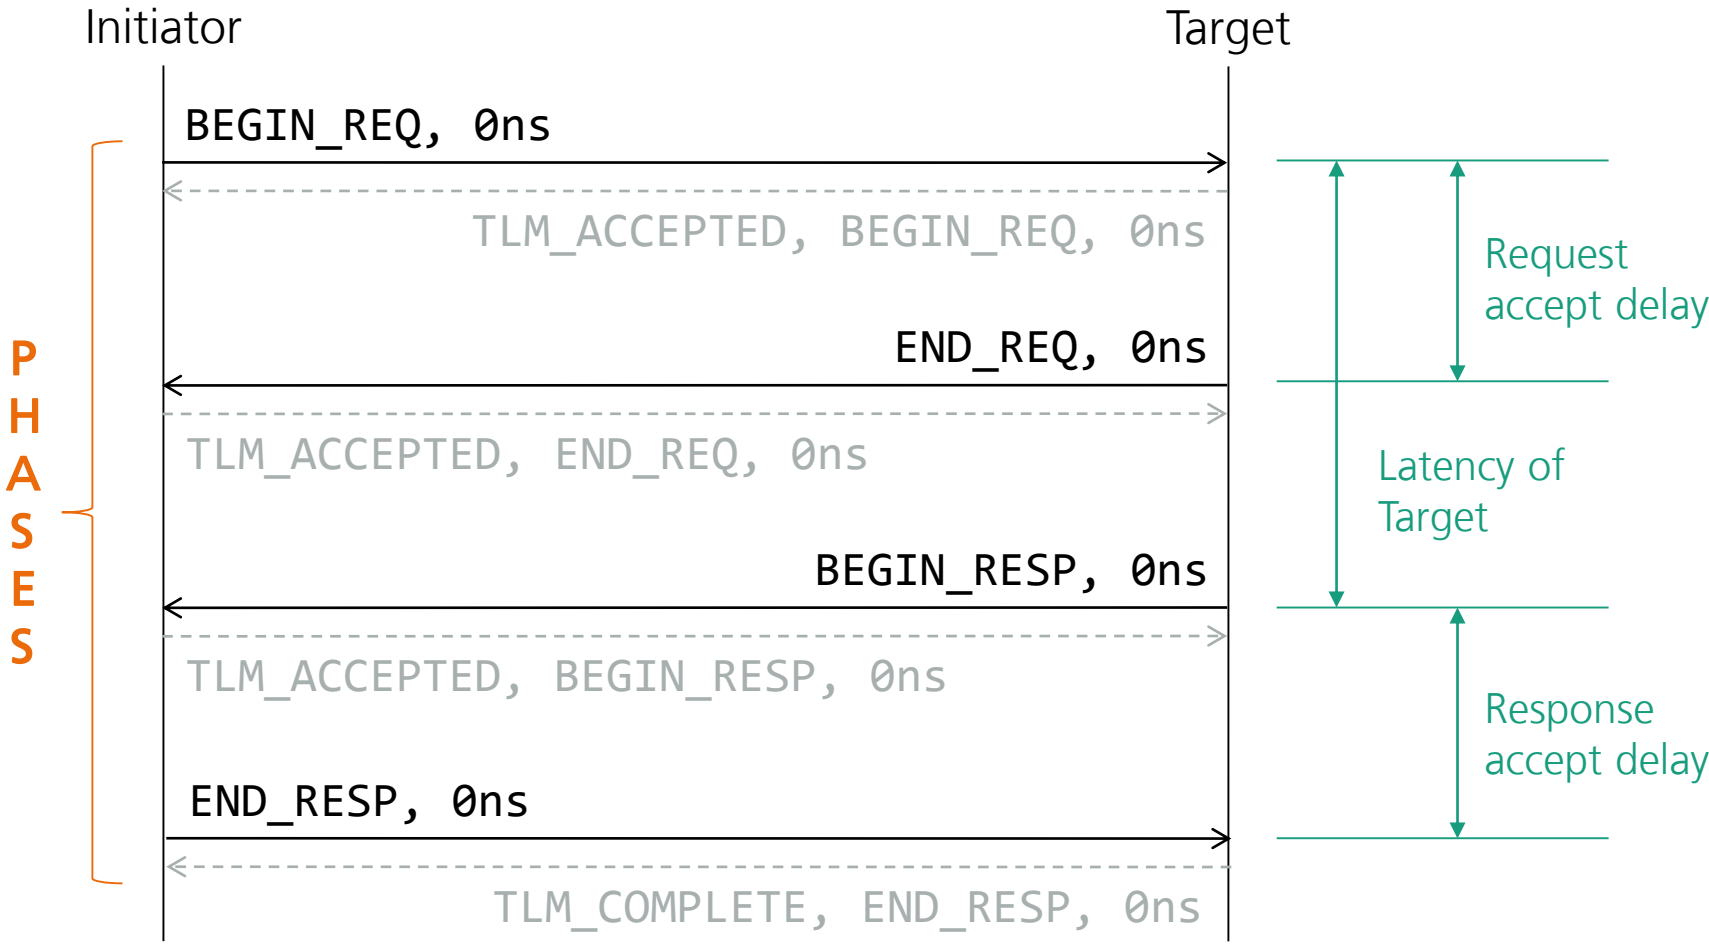 Initiator
Target
BEGIN_REQ, 0ns
TLM_ACCEPTED, BEGIN_REQ, 0ns
Request
accept delay
END_REQ, 0ns
PHASES
TLM_ACCEPTED, END_REQ, 0ns
Latency of
Target
BEGIN_RESP, 0ns
TLM_ACCEPTED, BEGIN_RESP, 0ns
Response
accept delay
END_RESP, 0ns
TLM_COMPLETE, END_RESP, 0ns